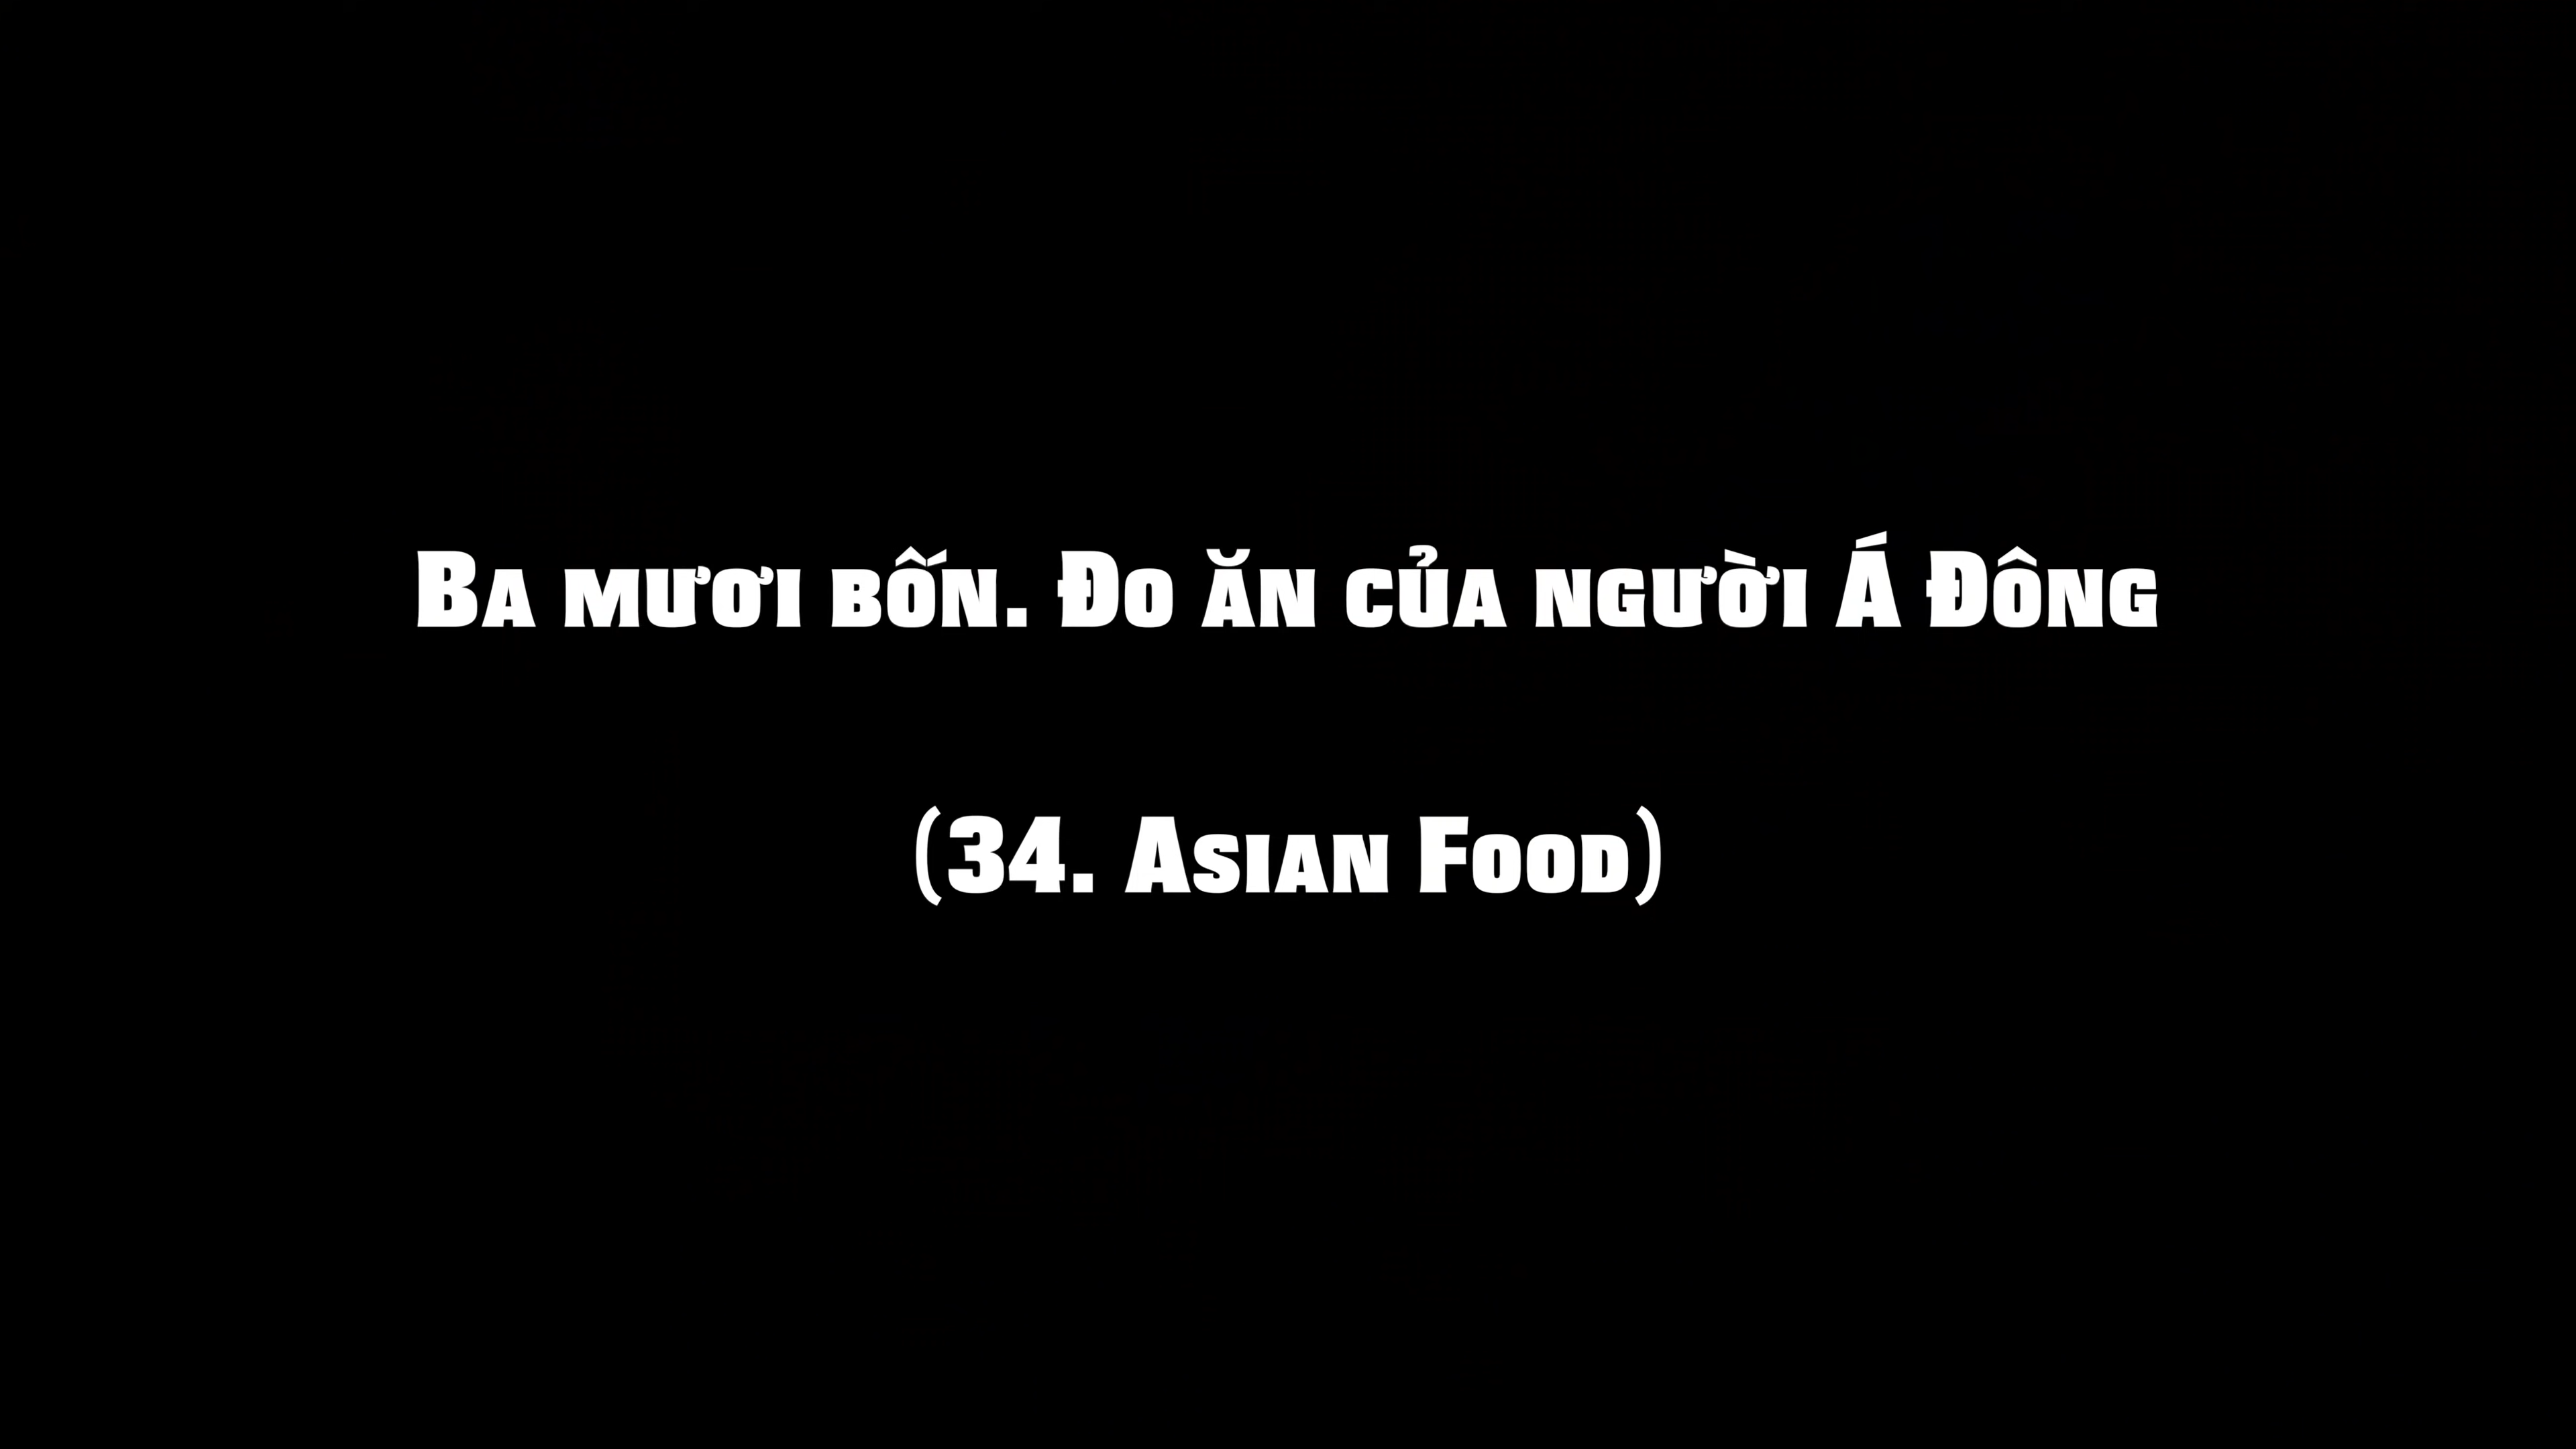 Ba mươi bốn. Đo ăn của người Á Đông
(34. Asian Food)